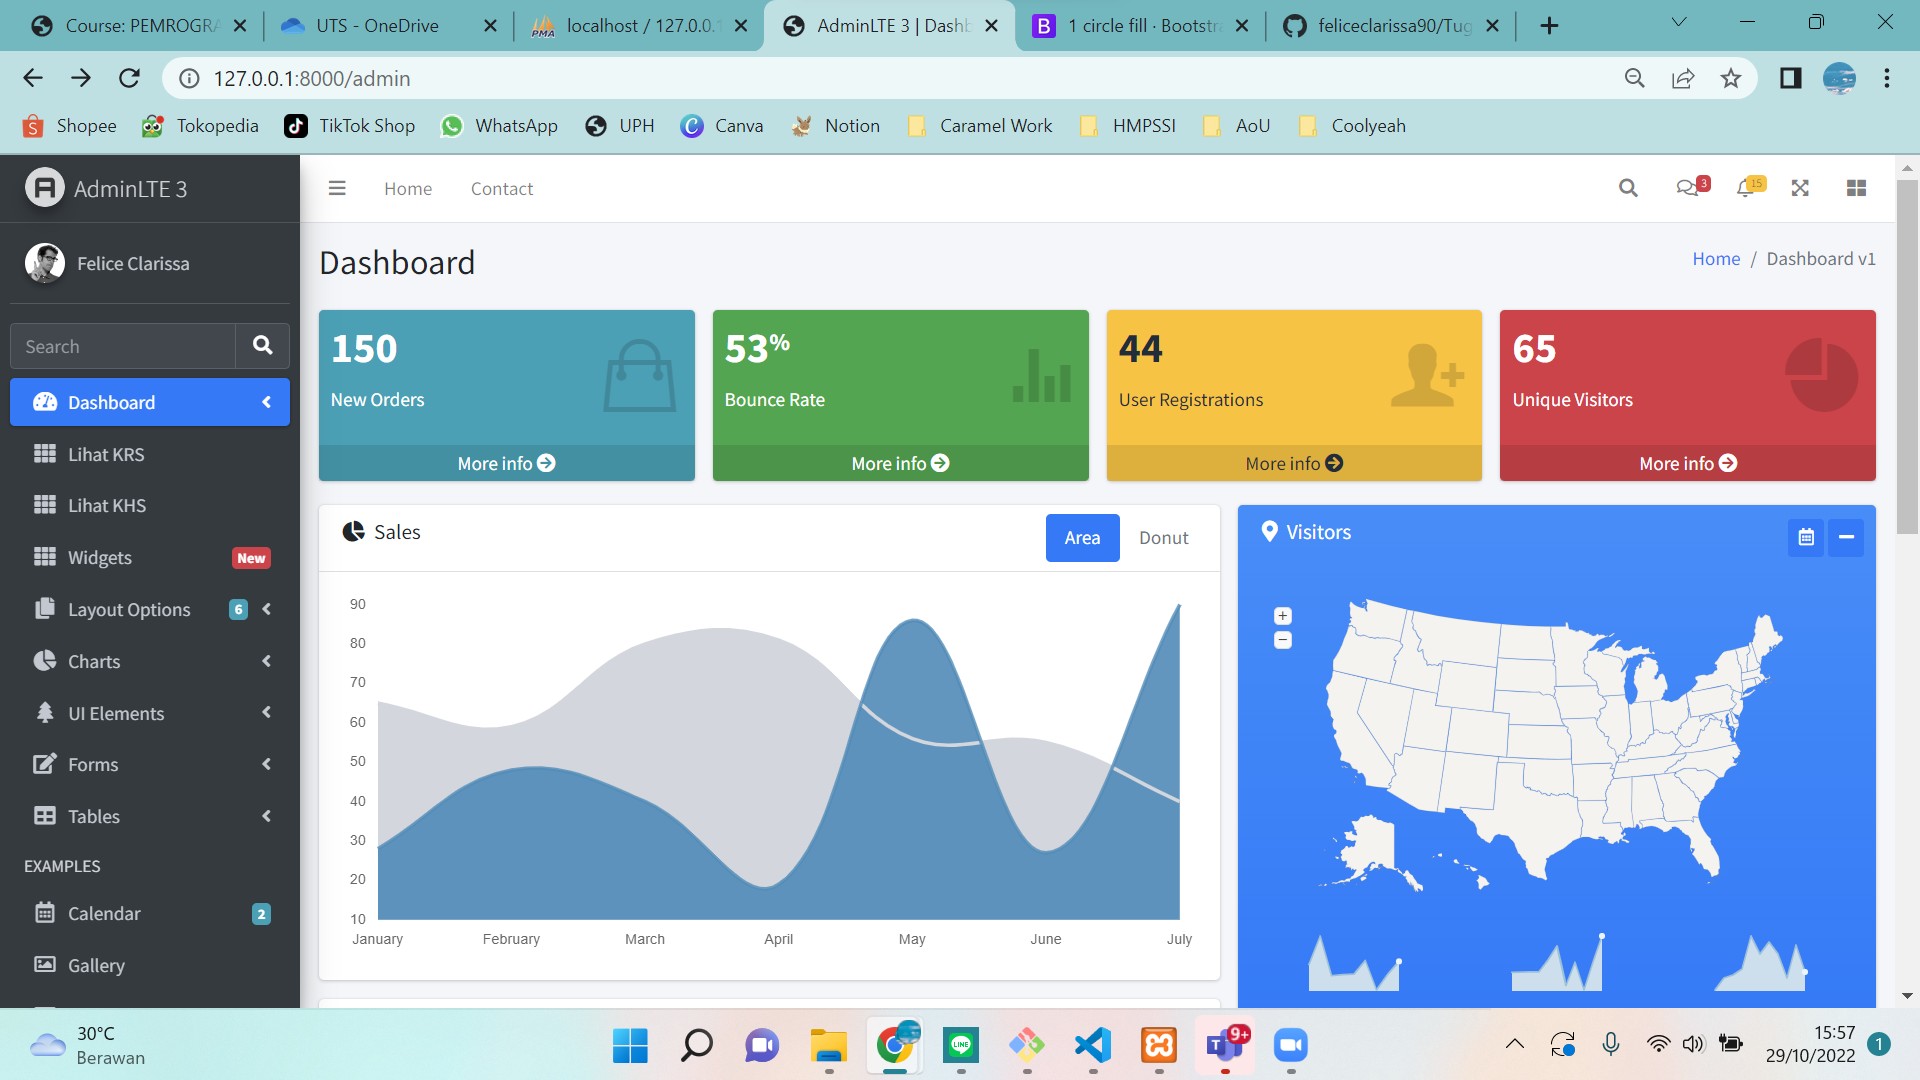 Course: PEMROGRA
UTS - OneDrive
PMA
localhost / 127.0.0.1
AdminLTE 3 | Dashb
B
1 circle fill · Bootstra
feliceclarissa90/Tug
127.0.0.1:8000/admin
Shopee
Tokopedia
TikTok Shop
WhatsApp
UPH
Canva
Notion
Caramel Work
HMPSSI
AoU
Coolyeah
AdminLTE 3
Home
Contact
3
15
Felice Clarissa
Dashboard
Home / Dashboard v1
Search
150
New Orders
More info
53%
Bounce Rate
More info
44
User Registrations
More info
65
Unique Visitors
More info
Dashboard
Lihat KRS
Lihat KHS
Widgets
New
Layout Options
6
Charts
UI Elements
Forms
Tables
EXAMPLES
Calendar
2
Gallery
Sales
Area
Donut
90
80
70
60
50
40
30
20
10
January
February
March
April
May
June
July
Visitors
+
−
30°C
Berawan
LINE
T
9+
15:57
29/10/2022
1